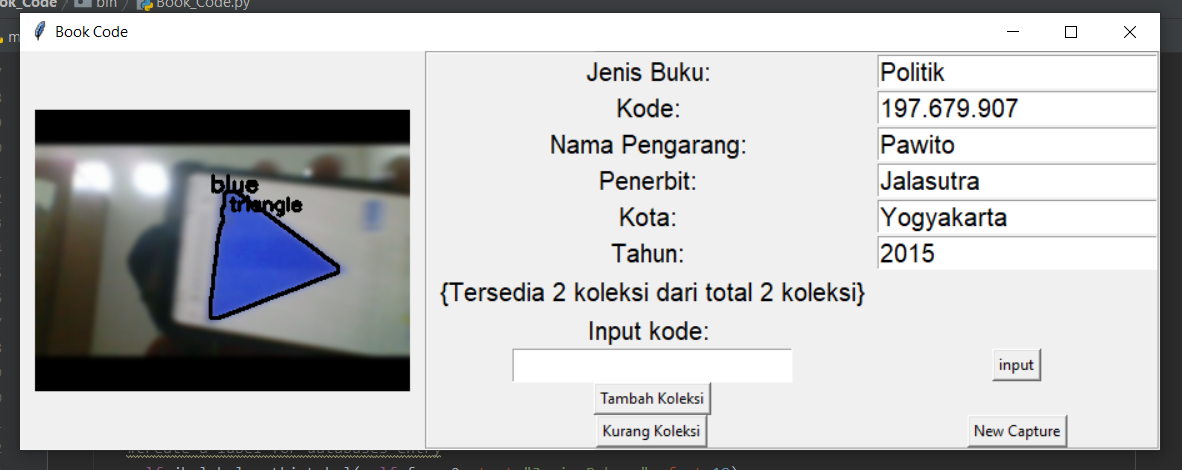 ok_Code bin Book_Code.py
Book Code
blue
triangle
Jenis Buku: Politik
Kode: 197.679.907
Nama Pengarang: Pawito
Penerbit: Jalasutra
Kota: Yogyakarta
Tahun: 2015
{Tersedia 2 koleksi dari total 2 koleksi}
Input kode:
input
Tambah Koleksi
Kurang Koleksi New Capture